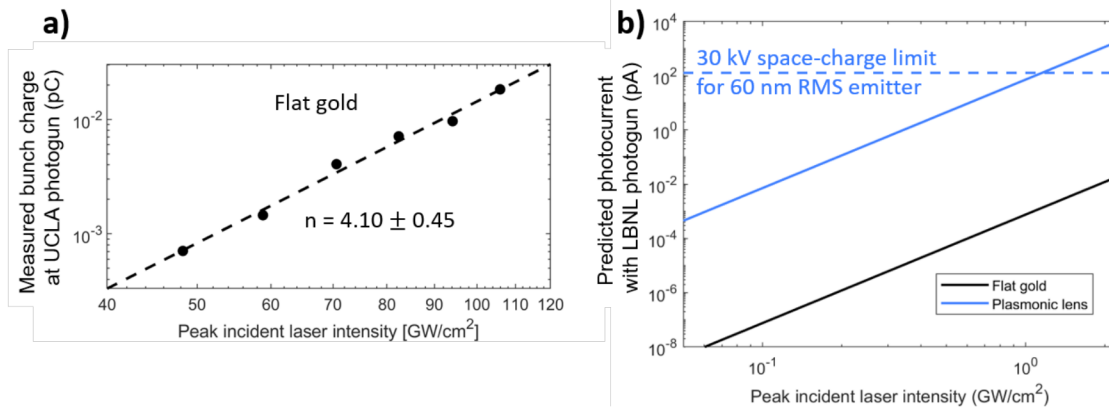 a)
Measured bunch charge
at UCLA photogun (pC)
10⁻²
10⁻³
Flat gold
n = 4.10 ± 0.45
40
50
60
70
80
90
100
110
120
Peak incident laser intensity [GW/cm²]
b)
Predicted photocurrent
with LBNL photogun (pA)
10⁴
10²
10⁰
10⁻²
10⁻⁴
10⁻⁶
10⁻⁸
30 kV space-charge limit
for 60 nm RMS emitter
Flat gold
Plasmonic lens
10⁻¹
10⁰
Peak incident laser intensity (GW/cm²)